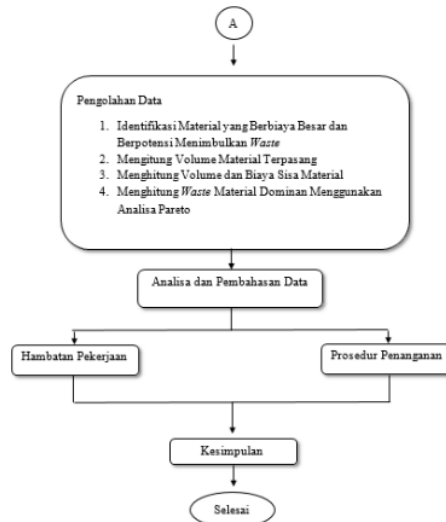 A
Pengolahan Data
1. Identifikasi Material yang Berbiaya Besar dan
Berpotensi Menimbulkan Waste
2. Mengitung Volume Material Terpasang
3. Menghitung Volume dan Biaya Sisa Material
4. Menghitung Waste Material Dominan Menggunakan
Analisa Pareto
Analisa dan Pembahasan Data
Hambatan Pekerjaan
Prosedur Penanganan
Kesimpulan
Selesai